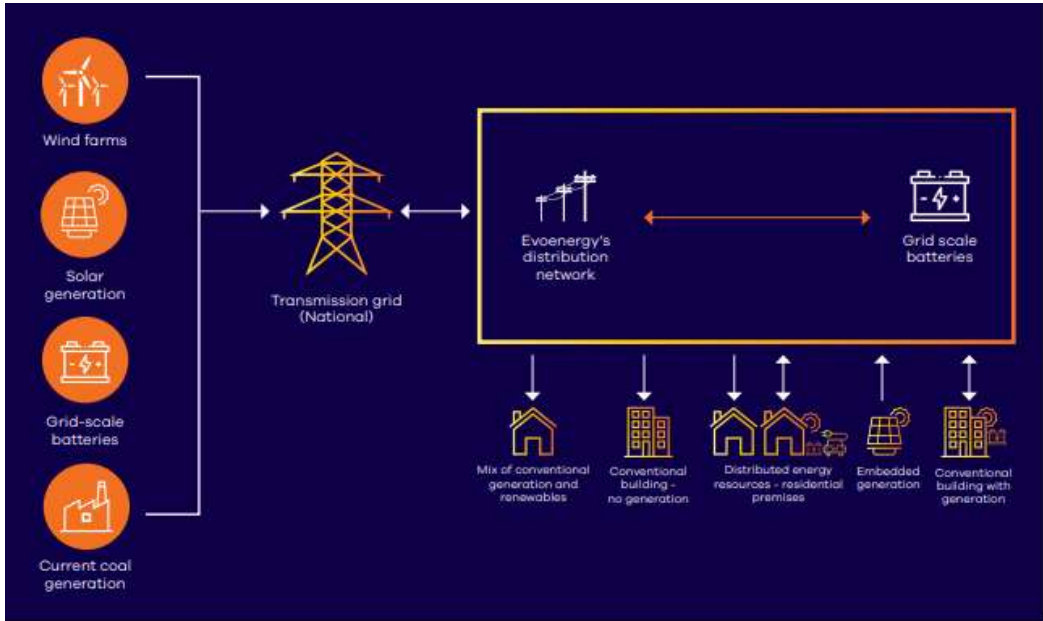 Wind farms
Solar
generation
Grid-scale
batteries
Current coal
generation
Transmission grid
(National)
Evoenergy's
distribution
network
Grid scale
batteries
Mix of conventional
generation and
renewables
Conventional
building -
no generation
Distributed energy
resources - residential
premises
Embedded
generation
Conventional
building with
generation